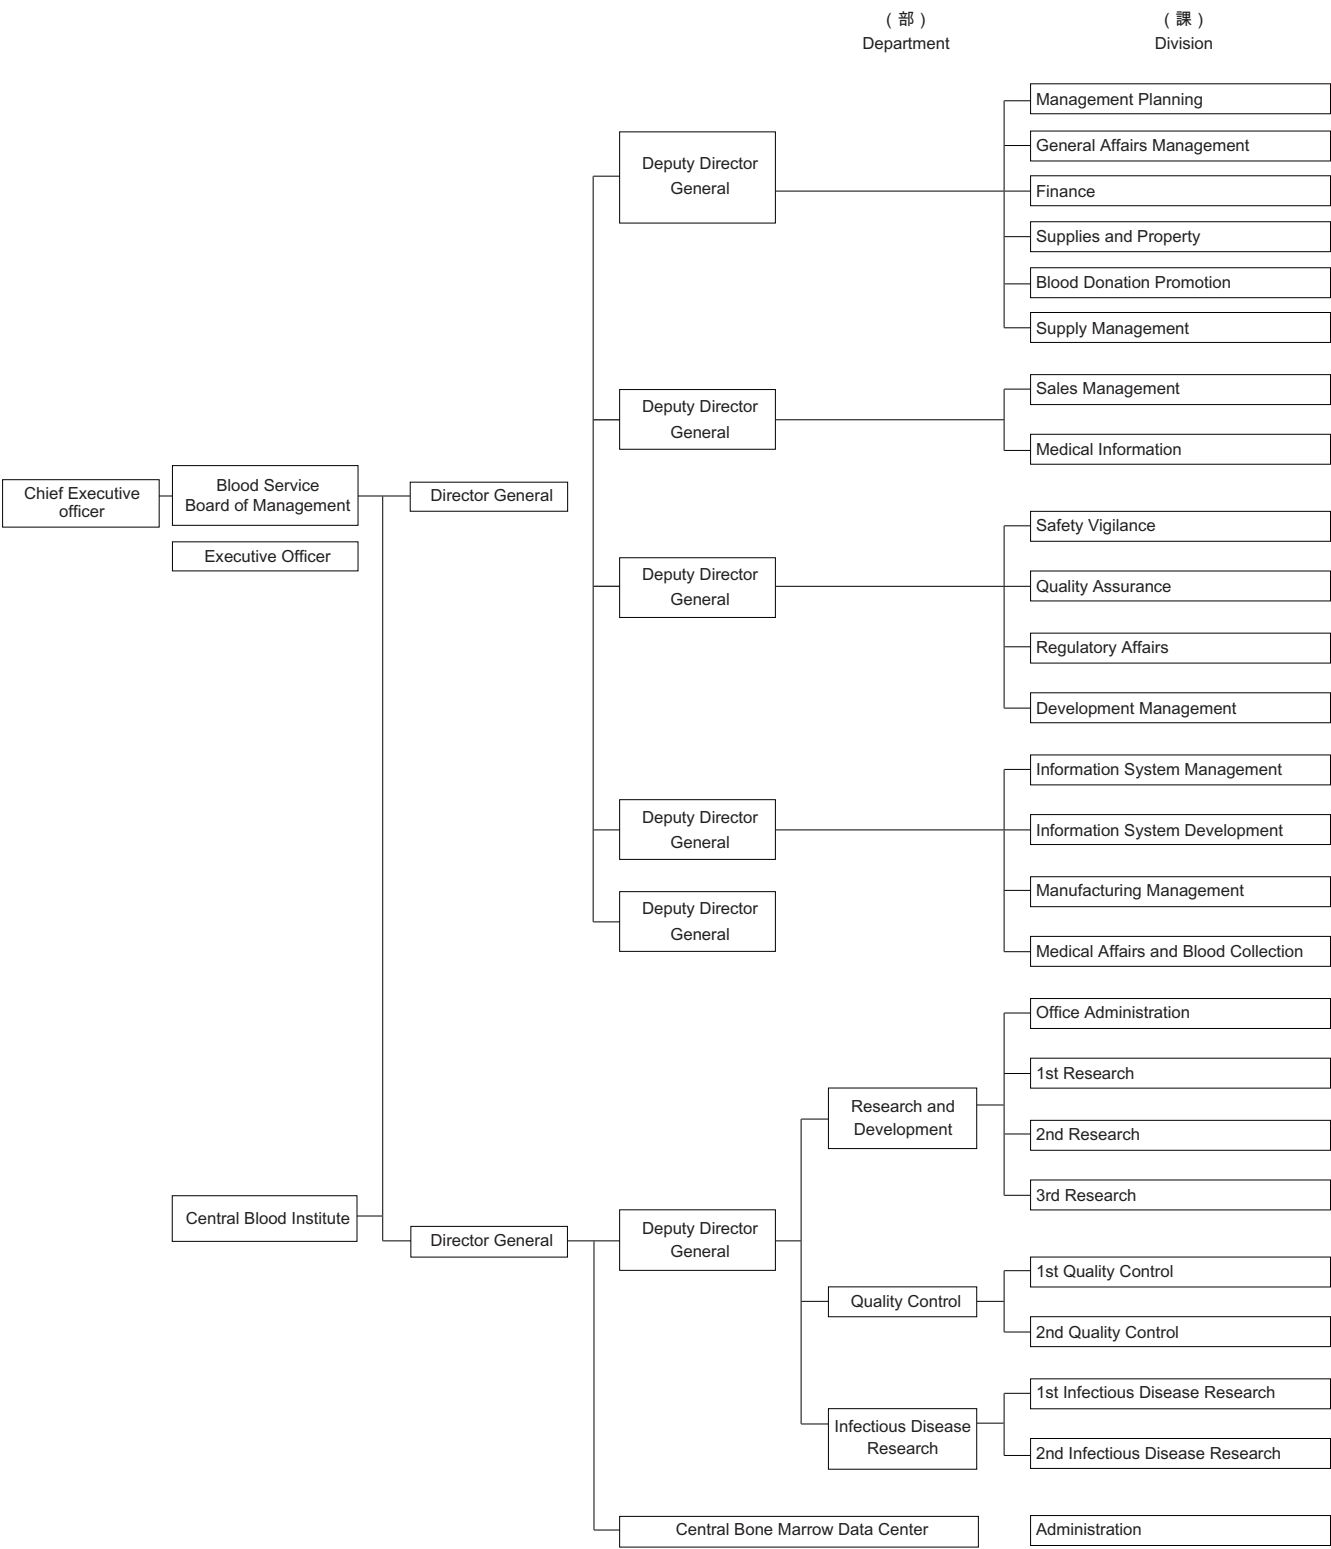 （部）
Department
（課）
Division
Management Planning
Deputy Director
General
General Affairs Management
Finance
Supplies and Property
Blood Donation Promotion
Supply Management
Deputy Director
General
Sales Management
Medical Information
Chief Executive
officer
Blood Service
Board of Management
Executive Officer
Director General
Deputy Director
General
Safety Vigilance
Quality Assurance
Regulatory Affairs
Development Management
Deputy Director
General
Information System Management
Information System Development
Manufacturing Management
Medical Affairs and Blood Collection
Deputy Director
General
Central Blood Institute
Director General
Deputy Director
General
Research and
Development
Office Administration
1st Research
2nd Research
3rd Research
Quality Control
1st Quality Control
2nd Quality Control
Infectious Disease
Research
1st Infectious Disease Research
2nd Infectious Disease Research
Central Bone Marrow Data Center
Administration